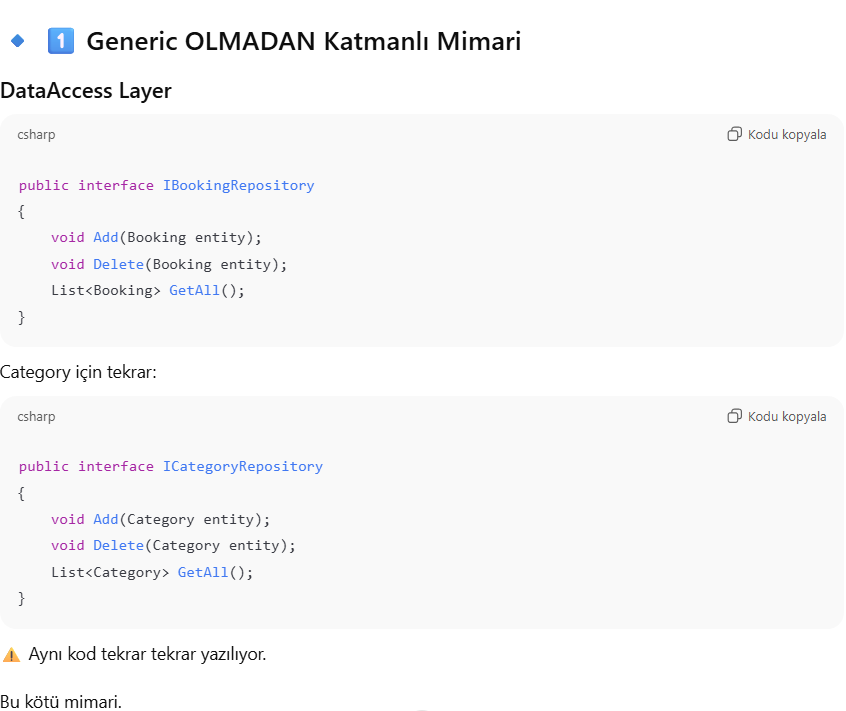 🔹 1️⃣ Generic OLMADAN Katmanlı Mimari
DataAccess Layer
csharp Kodu kopyala
public interface IBookingRepository
{
    void Add(Booking entity);
    void Delete(Booking entity);
    List<Booking> GetAll();
}
Category için tekrar:
csharp Kodu kopyala
public interface ICategoryRepository
{
    void Add(Category entity);
    void Delete(Category entity);
    List<Category> GetAll();
}
⚠️ Aynı kod tekrar tekrar yazılıyor.
Bu kötü mimari.